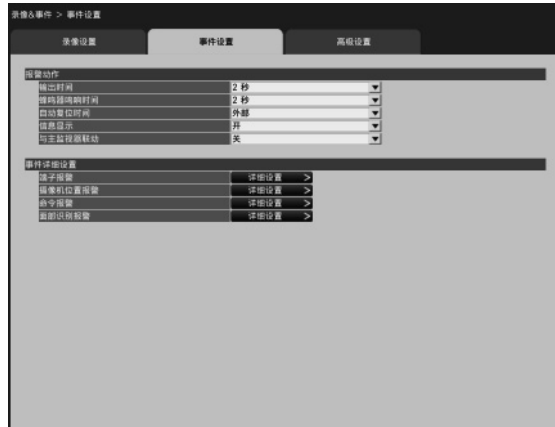 录像&事件 > 事件设置
录像设置 事件设置 高级设置
报警动作
输出时间 2 秒
蜂鸣器鸣响时间 2 秒
自动复位时间 外部
信息显示 开
与主监视器联动 关
事件详细设置
端子报警 详细设置 >
摄像机位置报警 详细设置 >
命令报警 详细设置 >
面部识别报警 详细设置 >